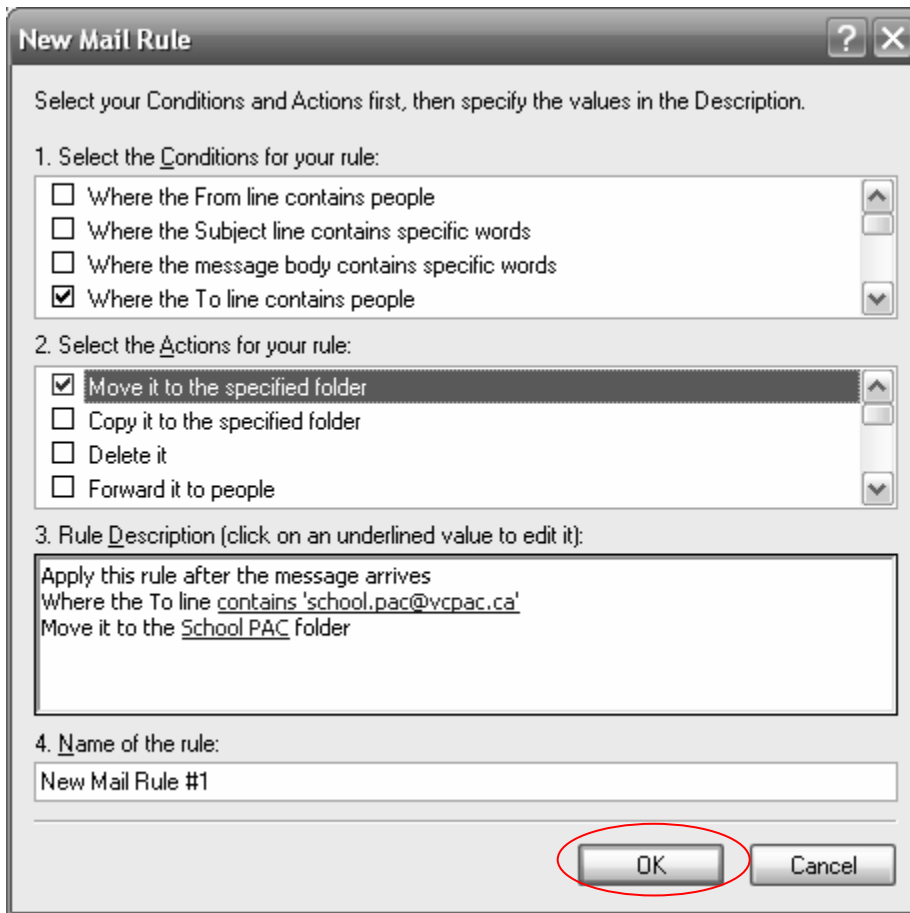 New Mail Rule
Select your Conditions and Actions first, then specify the values in the Description.
1. Select the Conditions for your rule:
Where the From line contains people
Where the Subject line contains specific words
Where the message body contains specific words
Where the To line contains people
2. Select the Actions for your rule:
Move it to the specified folder
Copy it to the specified folder
Delete it
Forward it to people
3. Rule Description (click on an underlined value to edit it):
Apply this rule after the message arrives
Where the To line contains 'school.pac@vcpac.ca'
Move it to the School PAC folder
4. Name of the rule:
New Mail Rule #1
OK Cancel